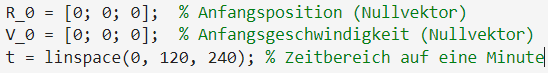 R_0 = [0; 0; 0];  % Anfangsposition (Nullvektor)
V_0 = [0; 0; 0];  % Anfangsgeschwindigkeit (Nullvektor)
t = linspace(0, 120, 240); % Zeitbereich auf eine Minute